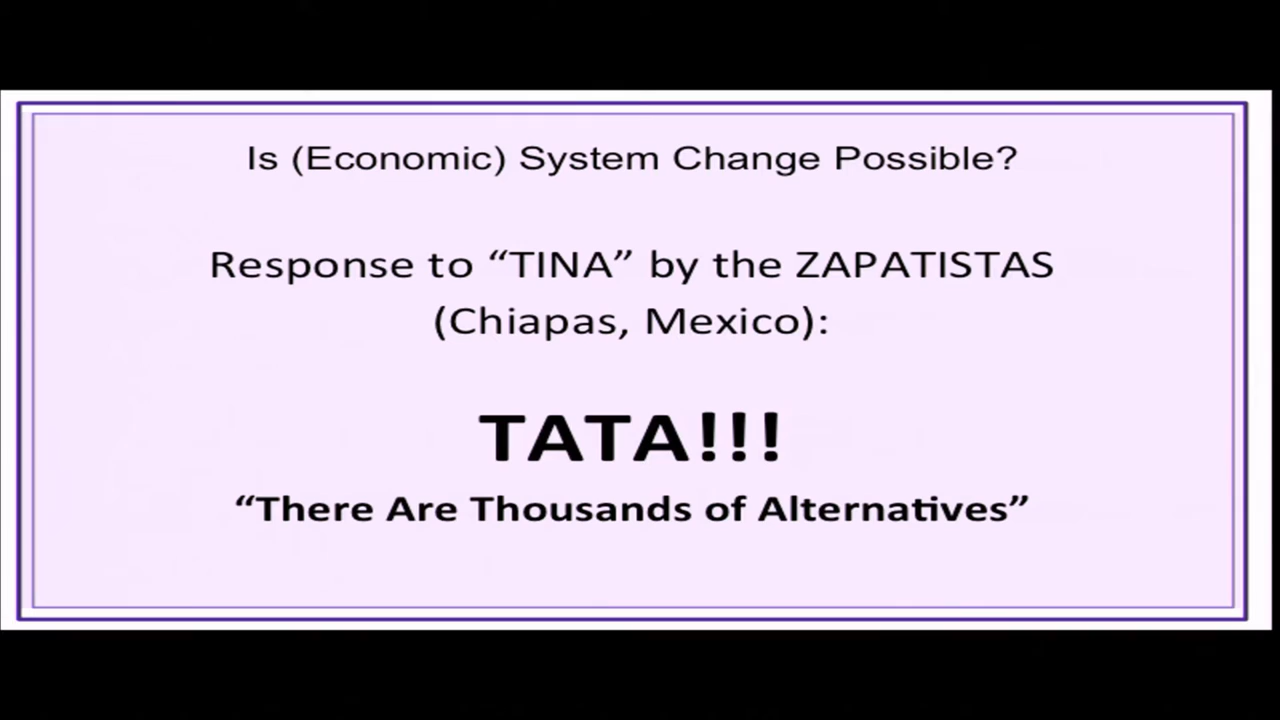 Is (Economic) System Change Possible?
Response to “TINA” by the ZAPATISTAS
(Chiapas, Mexico):
TATA!!!
“There Are Thousands of Alternatives”